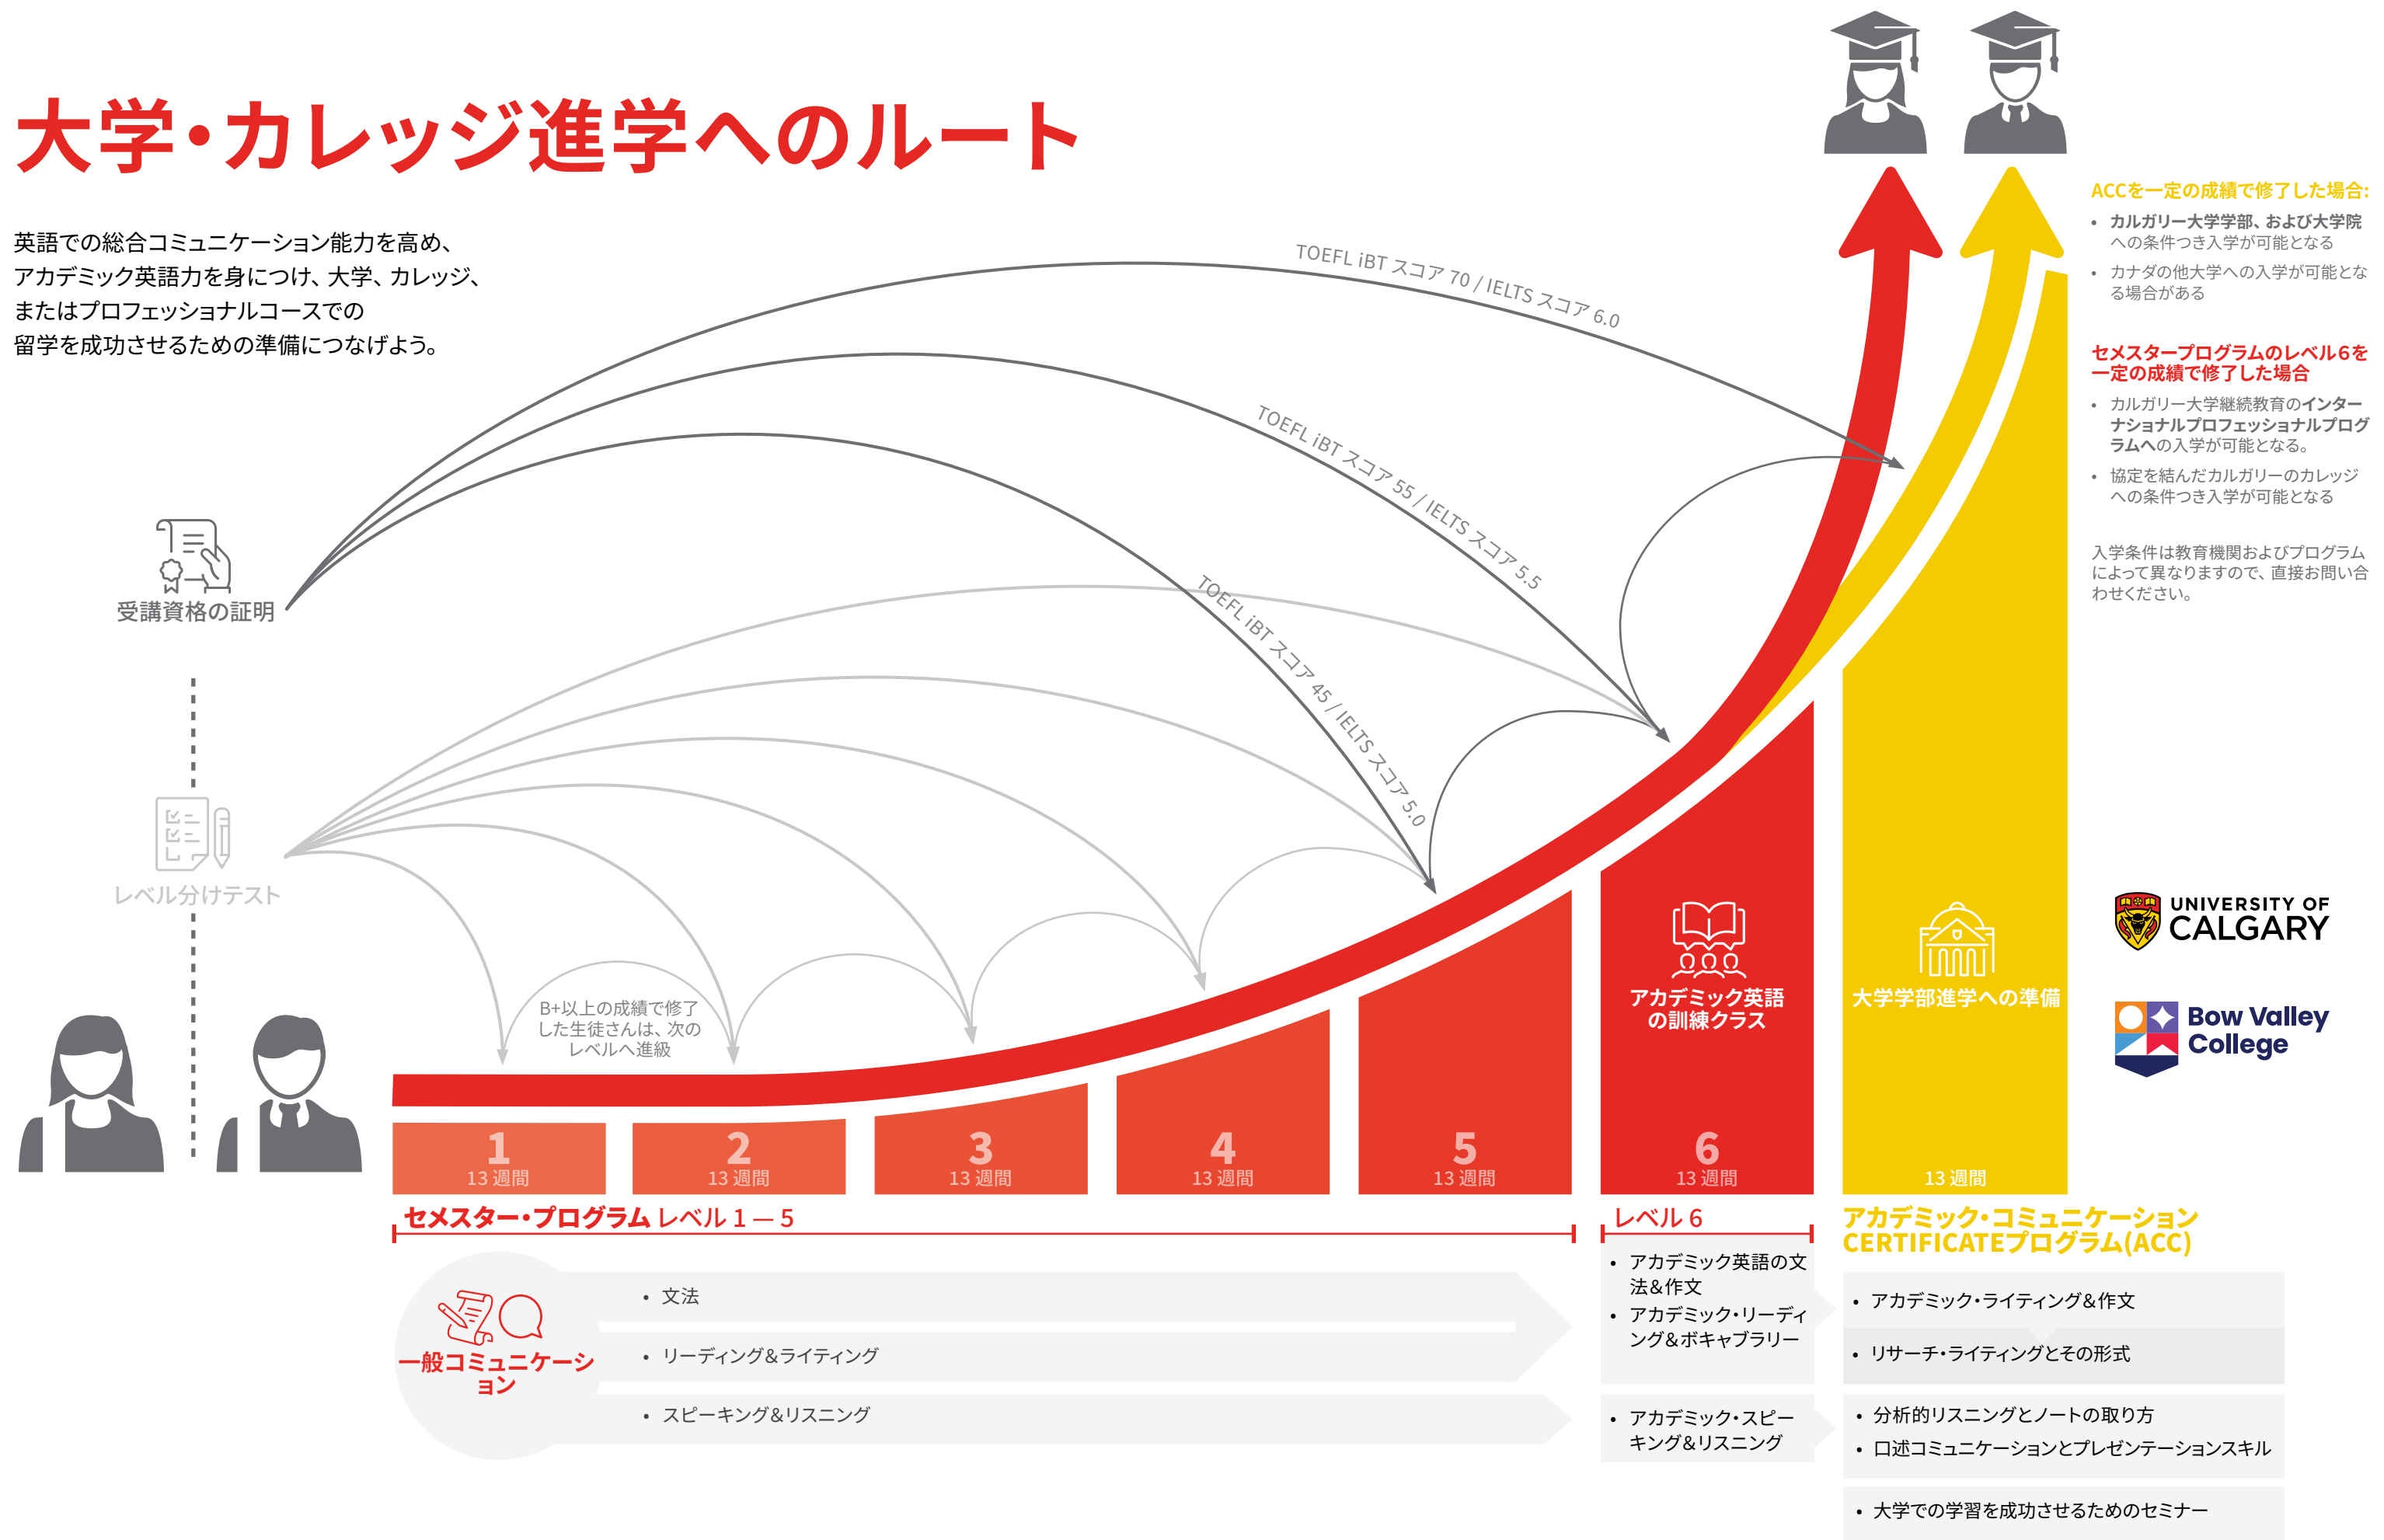 大学・カレッジ進学へのルート
英語での総合コミュニケーション能力を高め、
アカデミック英語力を身につけ、大学、カレッジ、
またはプロフェッショナルコースでの
留学を成功させるための準備につなげよう。
受講資格の証明
レベル分けテスト
TOEFL iBT スコア 70 / IELTS スコア 6.0
TOEFL iBT スコア 55 / IELTS スコア 5.5
TOEFL iBT スコア 45 / IELTS スコア 5.0
B+以上の成績で修了
した生徒さんは、次の
レベルへ進級
ACCを一定の成績で修了した場合:
• カルガリー大学学部、および大学院
への条件つき入学が可能となる
• カナダの他大学への入学が可能とな
る場合がある
セメスタープログラムのレベル6を
一定の成績で修了した場合
• カルガリー大学継続教育のインター
ナショナルプロフェッショナルプログ
ラムへの入学が可能となる。
• 協定を結んだカルガリーのカレッジ
への条件つき入学が可能となる
入学条件は教育機関およびプログラム
によって異なりますので、直接お問い合
わせください。
UNIVERSITY OF
CALGARY
Bow Valley
College
アカデミック英語
の訓練クラス
大学学部進学への準備
1
13 週間
2
13 週間
3
13 週間
4
13 週間
5
13 週間
6
13 週間
13 週間
セメスター・プログラム レベル 1 — 5
レベル 6
アカデミック・コミュニケーション
CERTIFICATEプログラム(ACC)
一般コミュニケーシ
ョン
• 文法
• リーディング&ライティング
• スピーキング&リスニング
• アカデミック英語の文
法&作文
• アカデミック・リーディ
ング&ボキャブラリー
• アカデミック・スピー
キング&リスニング
• アカデミック・ライティング&作文
• リサーチ・ライティングとその形式
• 分析的リスニングとノートの取り方
• 口述コミュニケーションとプレゼンテーションスキル
• 大学での学習を成功させるためのセミナー